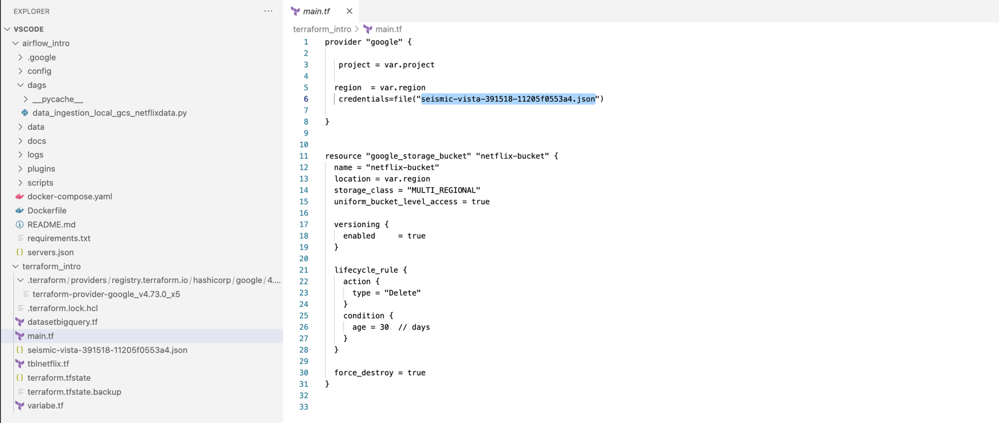 EXPLORER
VSCODE
airflow_intro
.google
config
dags
__pycache__
data_ingestion_local_gcs_netflixdata.py
data
docs
logs
plugins
scripts
docker-compose.yaml
Dockerfile
README.md
requirements.txt
servers.json
terraform_intro
.terraform/providers/registry.terraform.io/hashicorp/google/4....
terraform-provider-google_v4.73.0_x5
.terraform.lock.hcl
datasetbigquery.tf
main.tf
seismic-vista-391518-11205f0553a4.json
tblnetflix.tf
terraform.tfstate
terraform.tfstate.backup
variabe.tf
main.tf
terraform_intro > main.tf
1 provider "google" {
2
3 project = var.project
4
5 region  = var.region
6 credentials=file("seismic-vista-391518-11205f0553a4.json")
7
8 }
9
10
11 resource "google_storage_bucket" "netflix-bucket" {
12 name = "netflix-bucket"
13 location = var.region
14 storage_class = "MULTI_REGIONAL"
15 uniform_bucket_level_access = true
16
17 versioning {
18 enabled     = true
19 }
20
21 lifecycle_rule {
22 action {
23 type = "Delete"
24 }
25 condition {
26 age = 30  // days
27 }
28 }
29
30 force_destroy = true
31 }
32
33